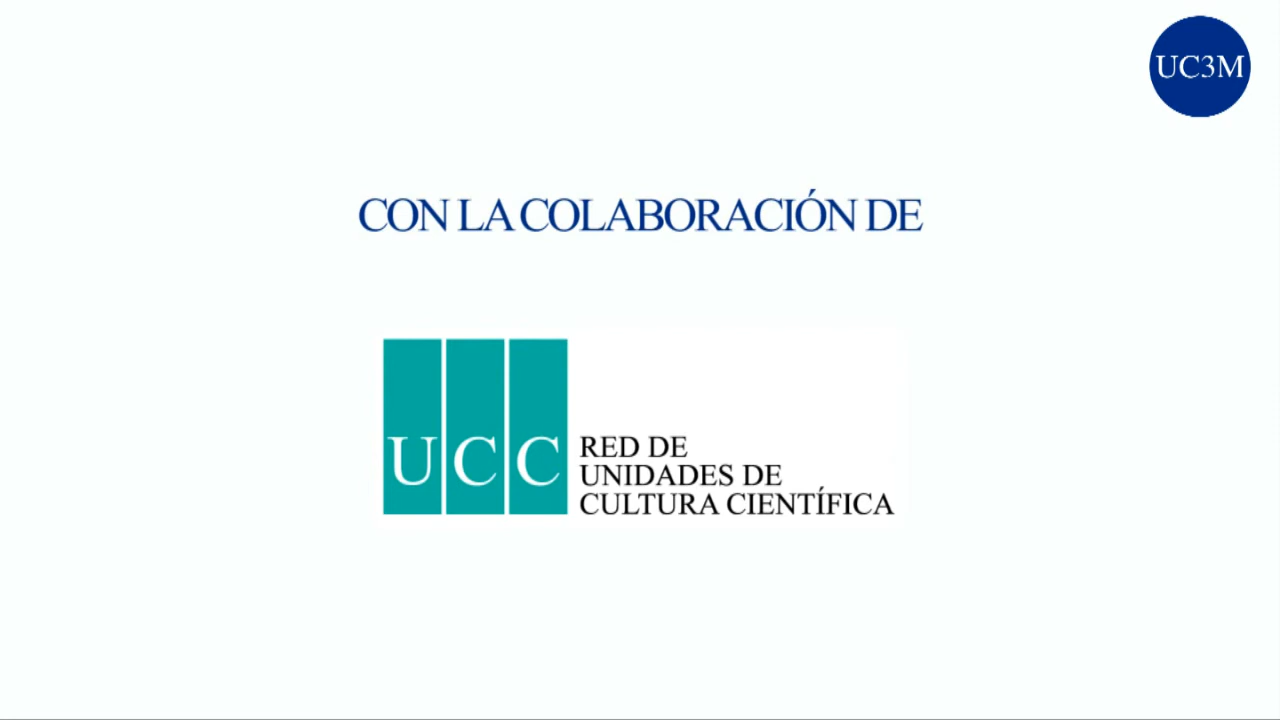 UC3M
CON LA COLABORACIÓN DE
UCC
RED DE
UNIDADES DE
CULTURA CIENTÍFICA